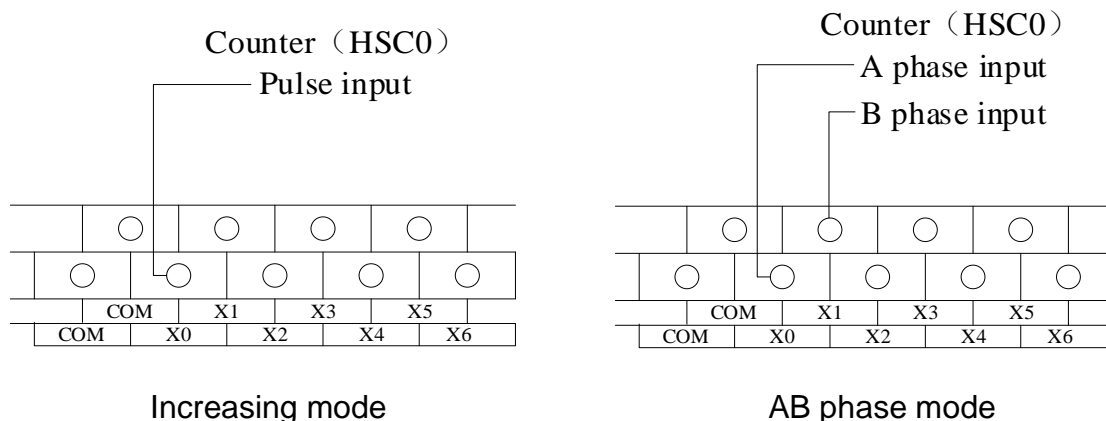 Counter（HSC0）
Pulse input
COM X1 X3 X5
COM X0 X2 X4 X6
Increasing mode
Counter（HSC0）
A phase input
B phase input
COM X1 X3 X5
COM X0 X2 X4 X6
AB phase mode